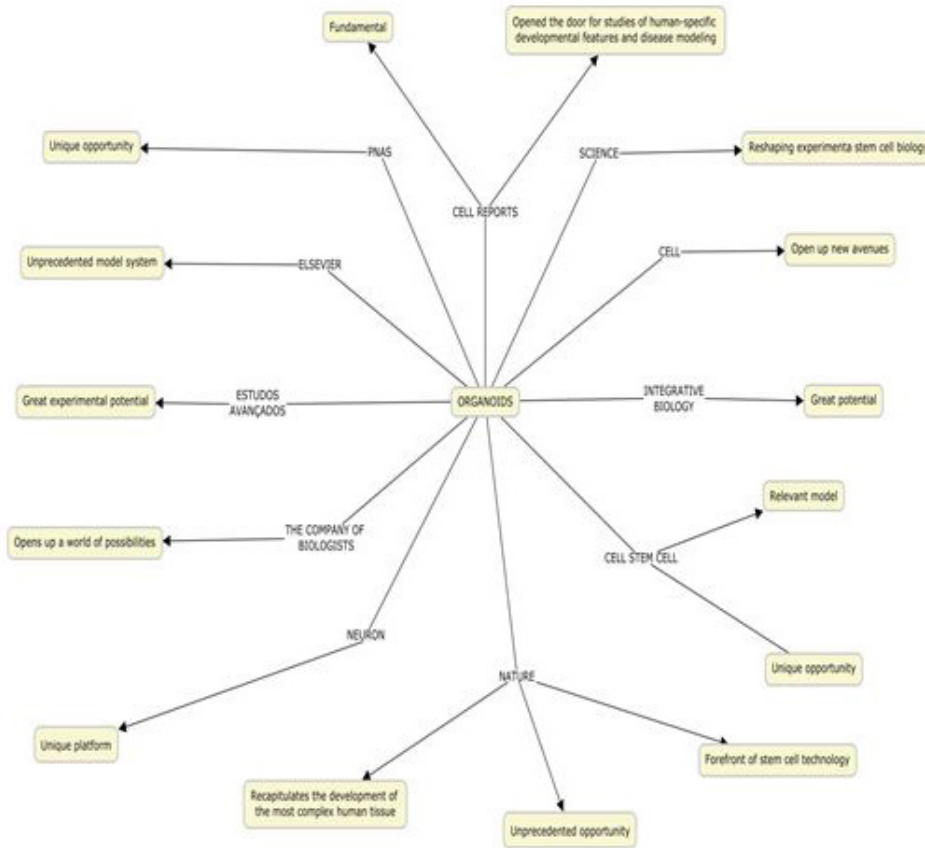 Fundamental
Opened the door for studies of human-specific
developmental features and disease modeling
Unique opportunity
PNAS
SCIENCE
Reshaping experimenta stem cell biology
CELL REPORTS
Unprecedented model system
ELSEVIER
CELL
Open up new avenues
Great experimental potential
ESTUDOS
AVANÇADOS
ORGANOIDS
INTEGRATIVE
BIOLOGY
Great potential
Relevant model
Opens up a world of possibilities
THE COMPANY OF
BIOLOGISTS
CELL STEM CELL
NEURON
Unique opportunity
NATURE
Unique platform
Forefront of stem cell technology
Recapitulates the development of
the most complex human tissue
Unprecedented opportunity